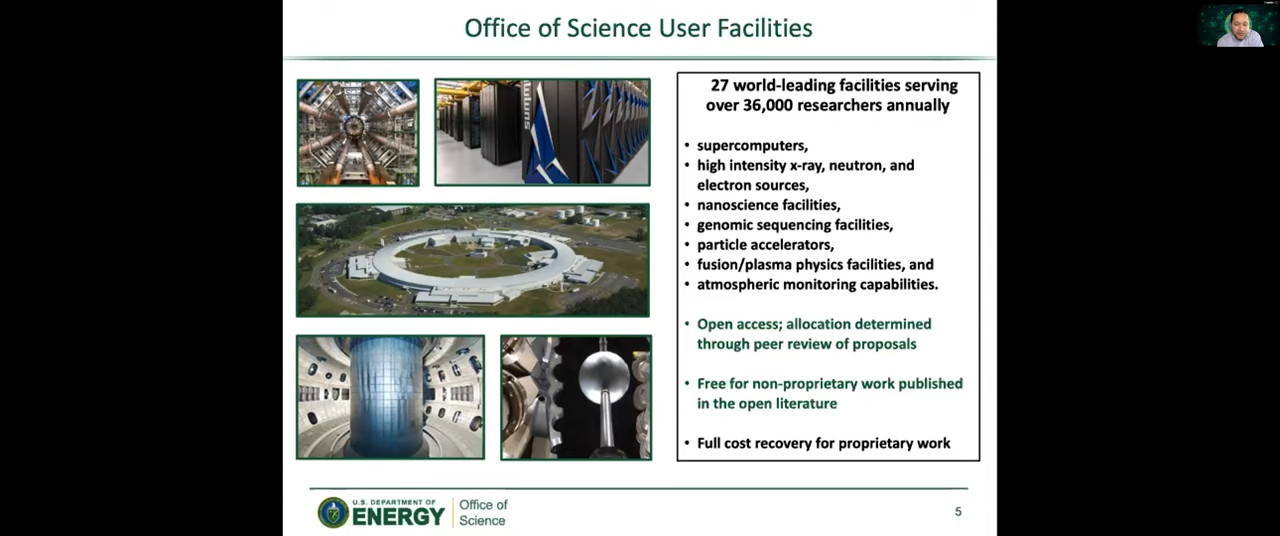 Office of Science User Facilities
27 world-leading facilities serving
over 36,000 researchers annually
• supercomputers,
• high intensity x-ray, neutron, and
electron sources,
• nanoscience facilities,
• genomic sequencing facilities,
• particle accelerators,
• fusion/plasma physics facilities, and
• atmospheric monitoring capabilities.
• Open access; allocation determined
through peer review of proposals
• Free for non-proprietary work published
in the open literature
• Full cost recovery for proprietary work
U.S. DEPARTMENT OF
ENERGY
Office of
Science
5